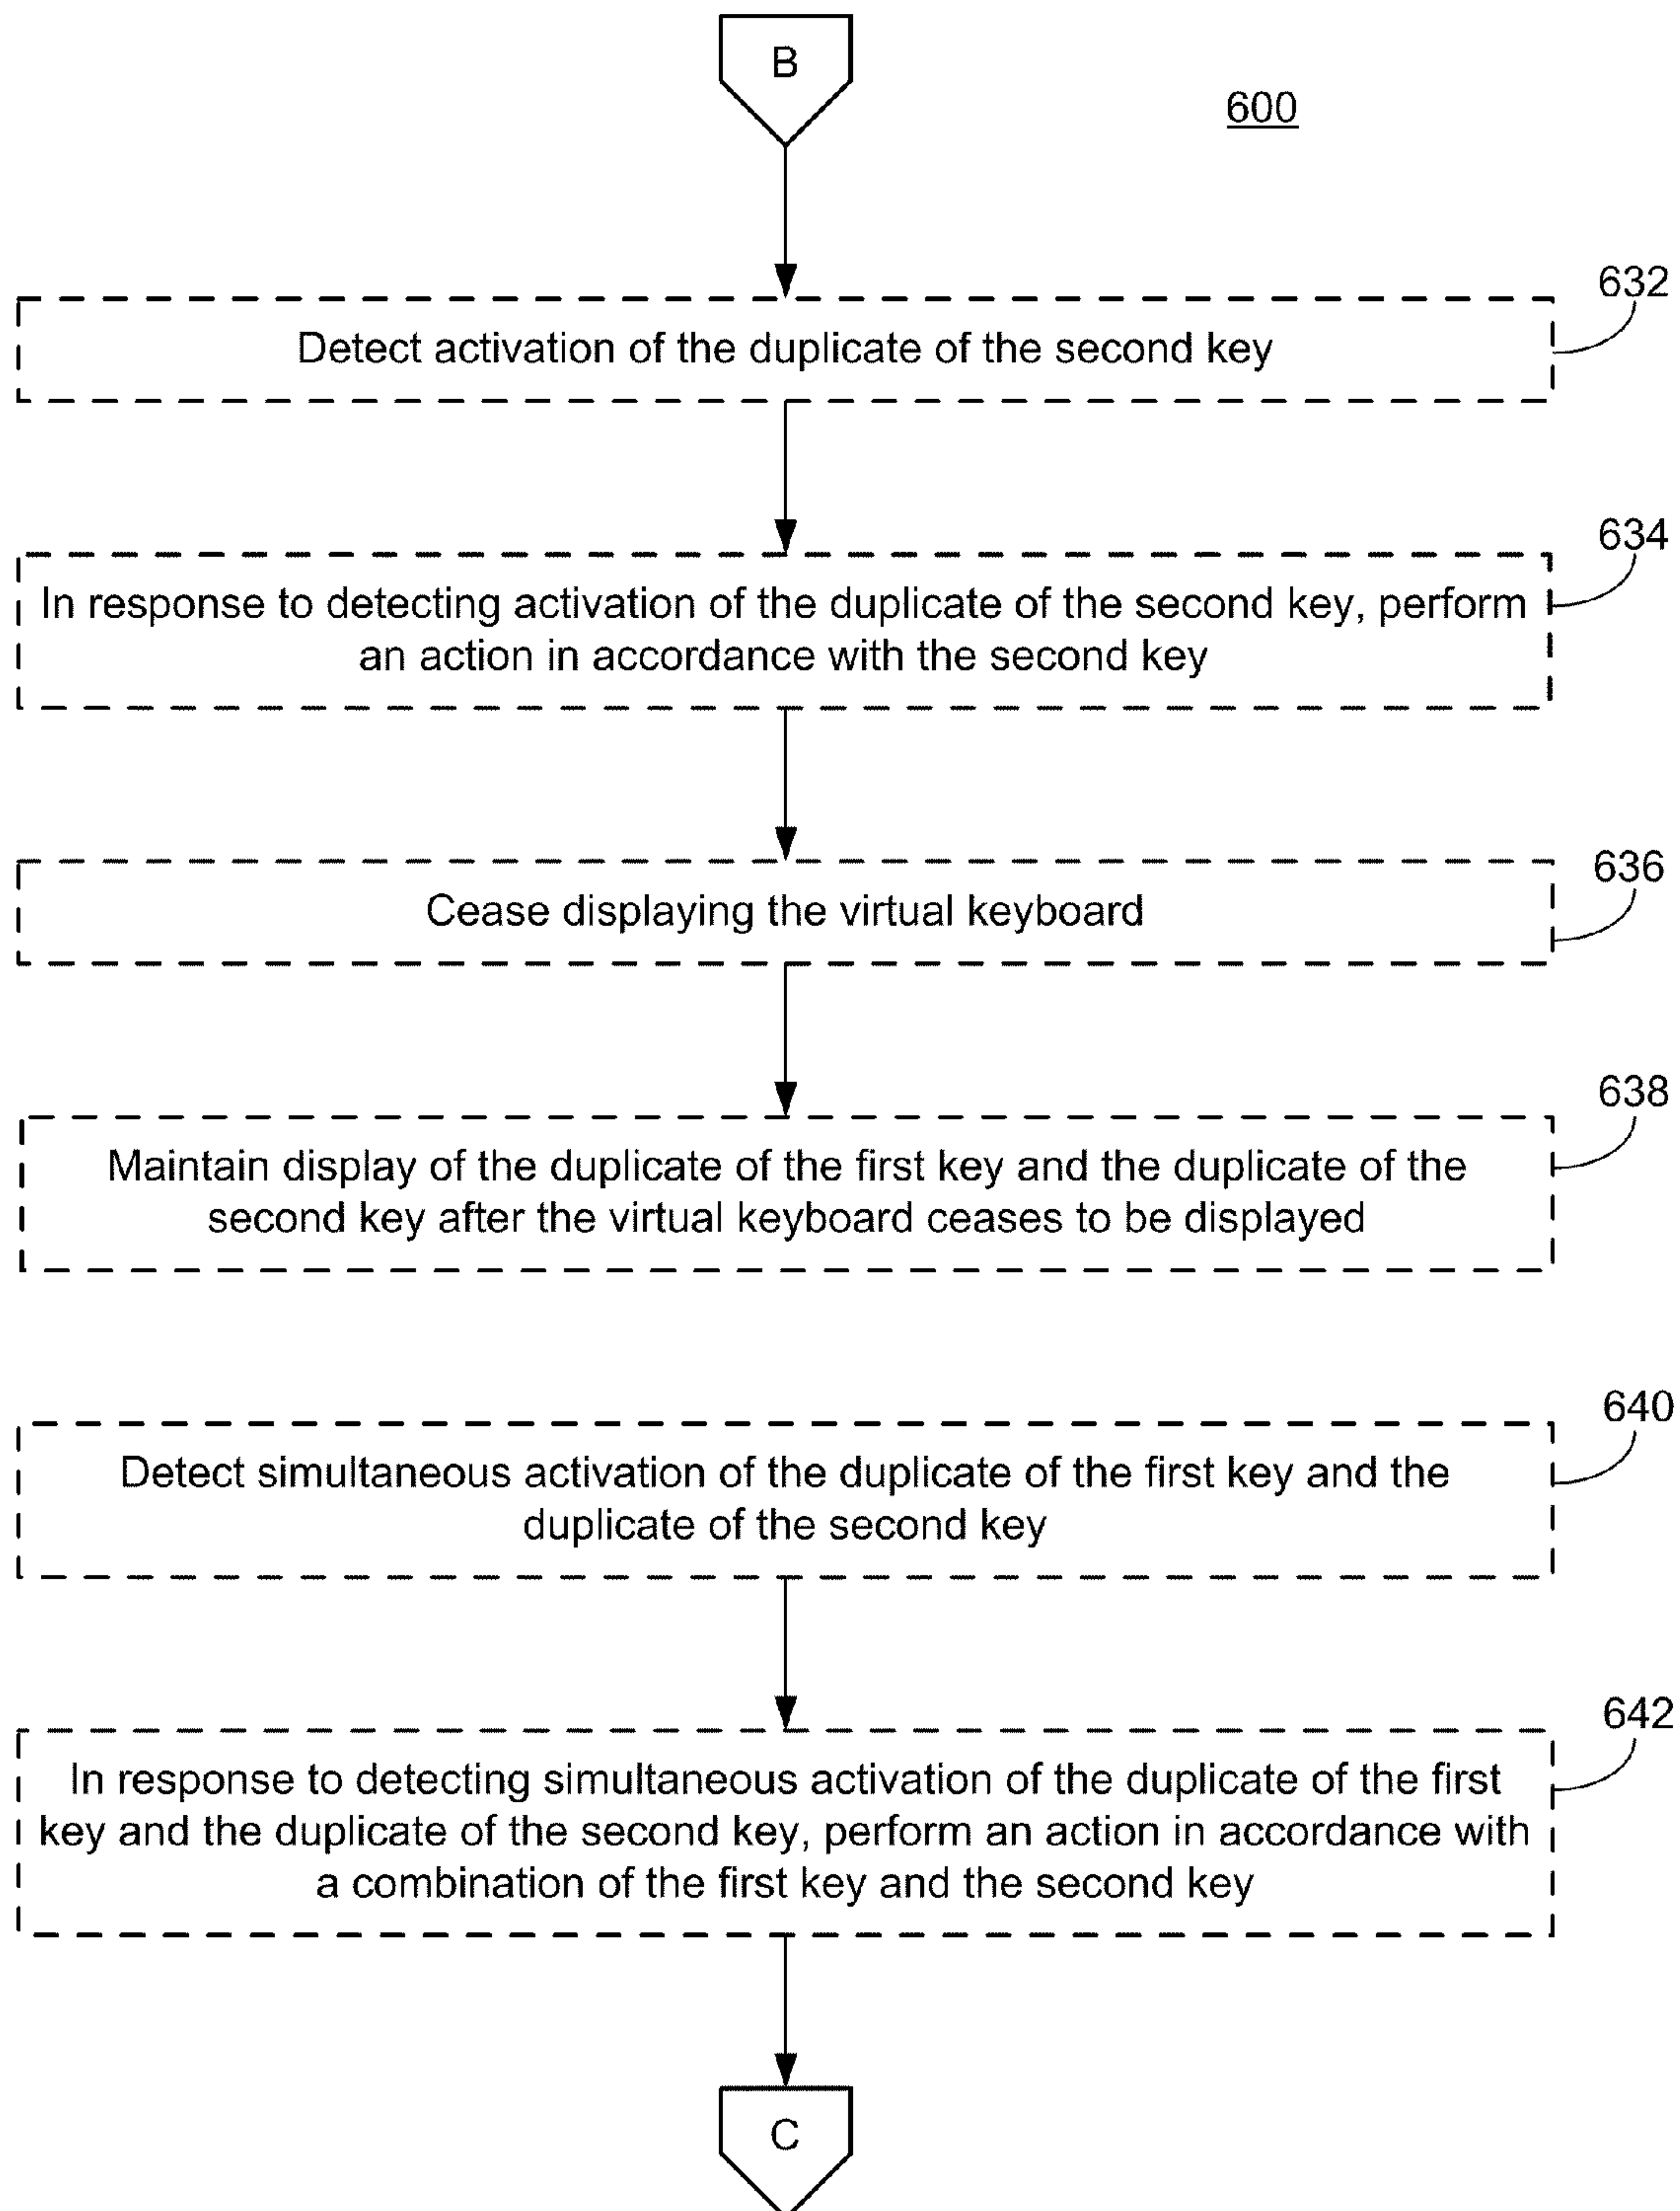 B
600
632
Detect activation of the duplicate of the second key
634
In response to detecting activation of the duplicate of the second key, perform
an action in accordance with the second key
636
Cease displaying the virtual keyboard
638
Maintain display of the duplicate of the first key and the duplicate of the
second key after the virtual keyboard ceases to be displayed
640
Detect simultaneous activation of the duplicate of the first key and the
duplicate of the second key
642
In response to detecting simultaneous activation of the duplicate of the first
key and the duplicate of the second key, perform an action in accordance with
a combination of the first key and the second key
C